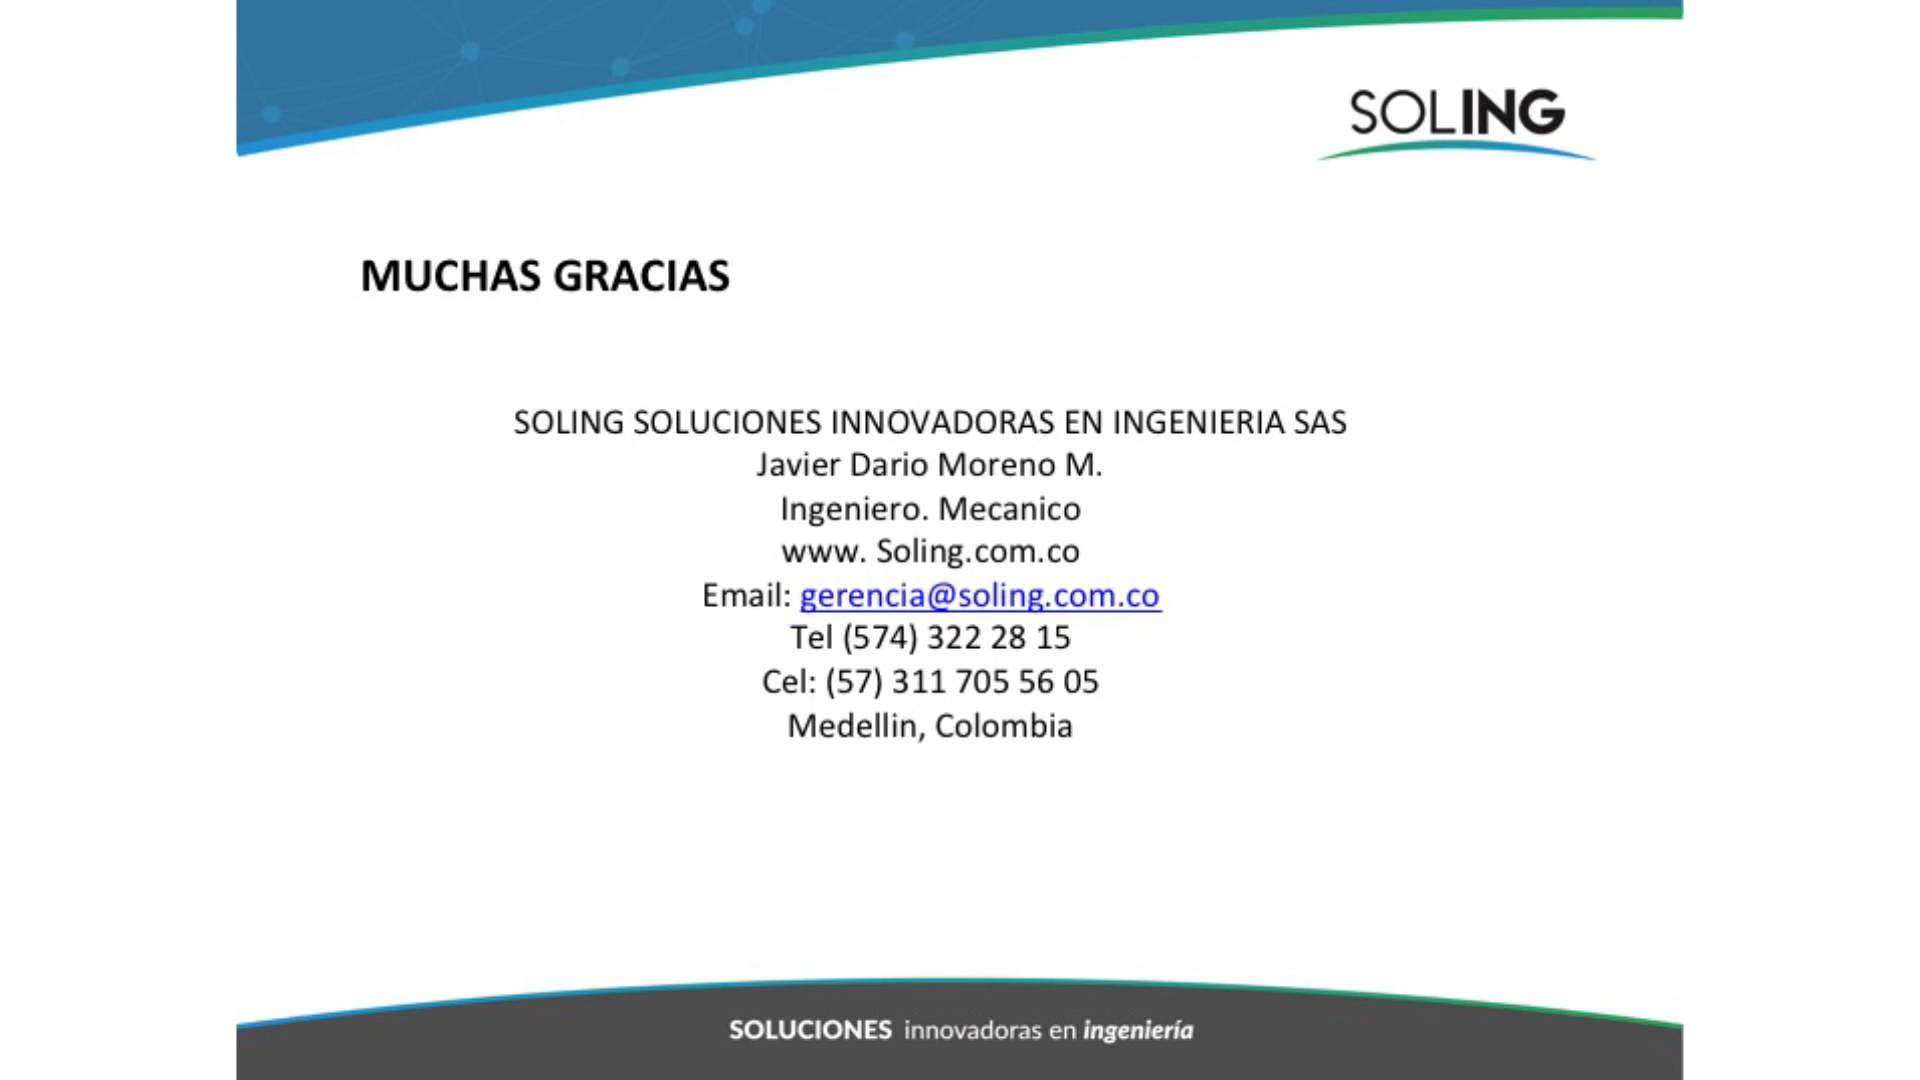 SOLING
MUCHAS GRACIAS
SOLING SOLUCIONES INNOVADORAS EN INGENIERIA SAS
Javier Dario Moreno M.
Ingeniero. Mecanico
www. Soling.com.co
Email: gerencia@soling.com.co
Tel (574) 322 28 15
Cel: (57) 311 705 56 05
Medellin, Colombia
SOLUCIONES innovadoras en ingeniería